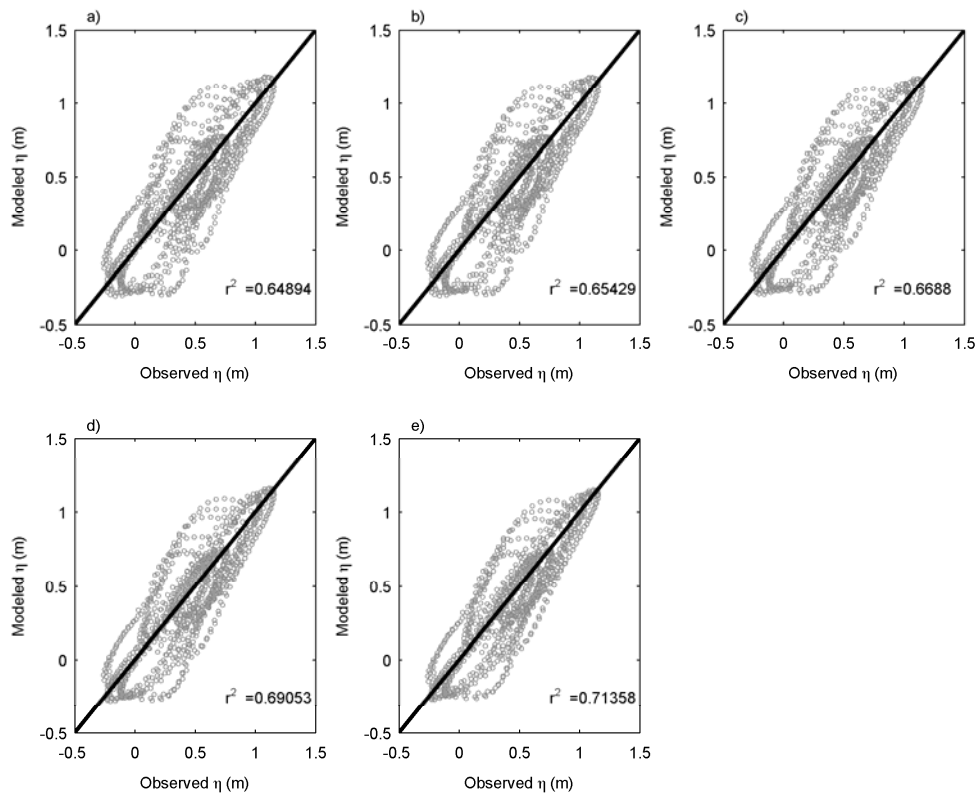 a)
1.5
1
0.5
0
-0.5
Modeled η (m)
r² =0.64894
-0.5 0 0.5 1 1.5
Observed η (m)
b)
1.5
1
0.5
0
-0.5
Modeled η (m)
r² =0.65429
-0.5 0 0.5 1 1.5
Observed η (m)
c)
1.5
1
0.5
0
-0.5
Modeled η (m)
r² =0.6688
-0.5 0 0.5 1 1.5
Observed η (m)
d)
1.5
1
0.5
0
-0.5
Modeled η (m)
r² =0.69053
-0.5 0 0.5 1 1.5
Observed η (m)
e)
1.5
1
0.5
0
-0.5
Modeled η (m)
r² =0.71358
-0.5 0 0.5 1 1.5
Observed η (m)